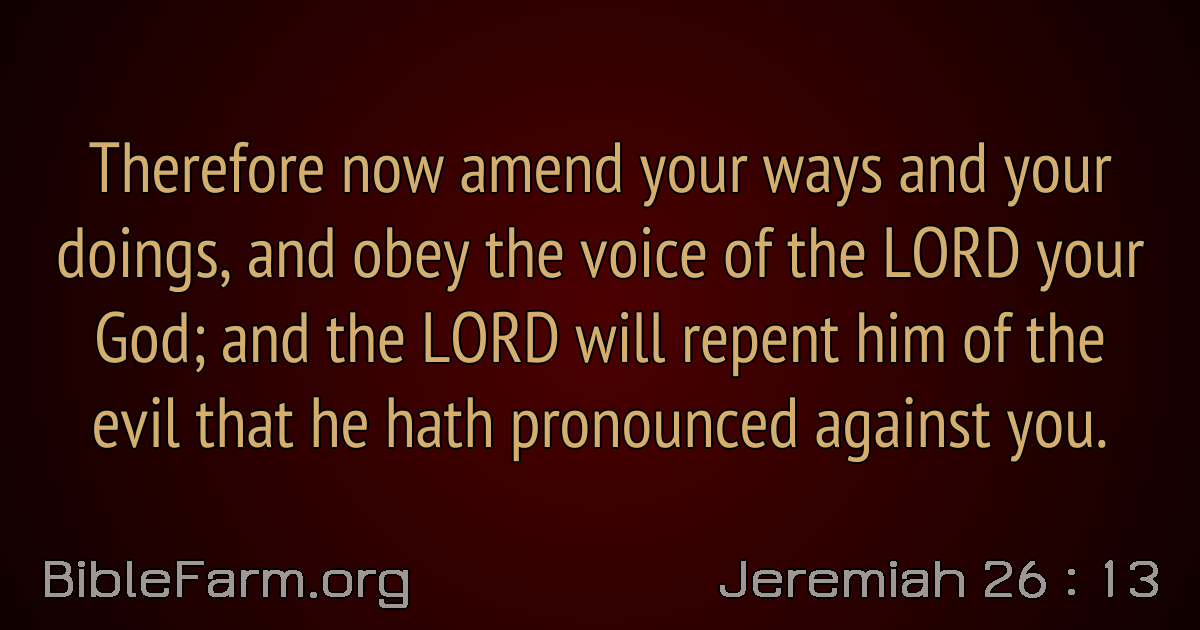 Therefore now amend your ways and your
doings, and obey the voice of the LORD your
God; and the LORD will repent him of the
evil that he hath pronounced against you.
BibleFarm.org
Jeremiah 26 : 13